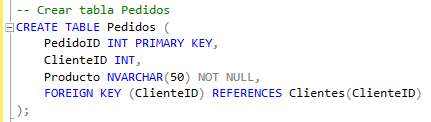 -- Crear tabla Pedidos
CREATE TABLE Pedidos (
    PedidoID INT PRIMARY KEY,
    ClienteID INT,
    Producto NVARCHAR(50) NOT NULL,
    FOREIGN KEY (ClienteID) REFERENCES Clientes(ClienteID)
);